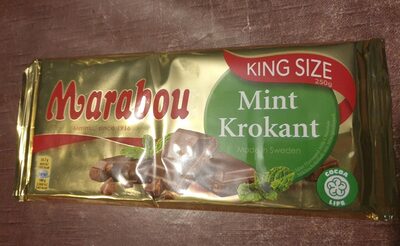 KING SIZE
250g
Marabou
Mint
Krokant
Made in Sweden
COCOA
LIFE